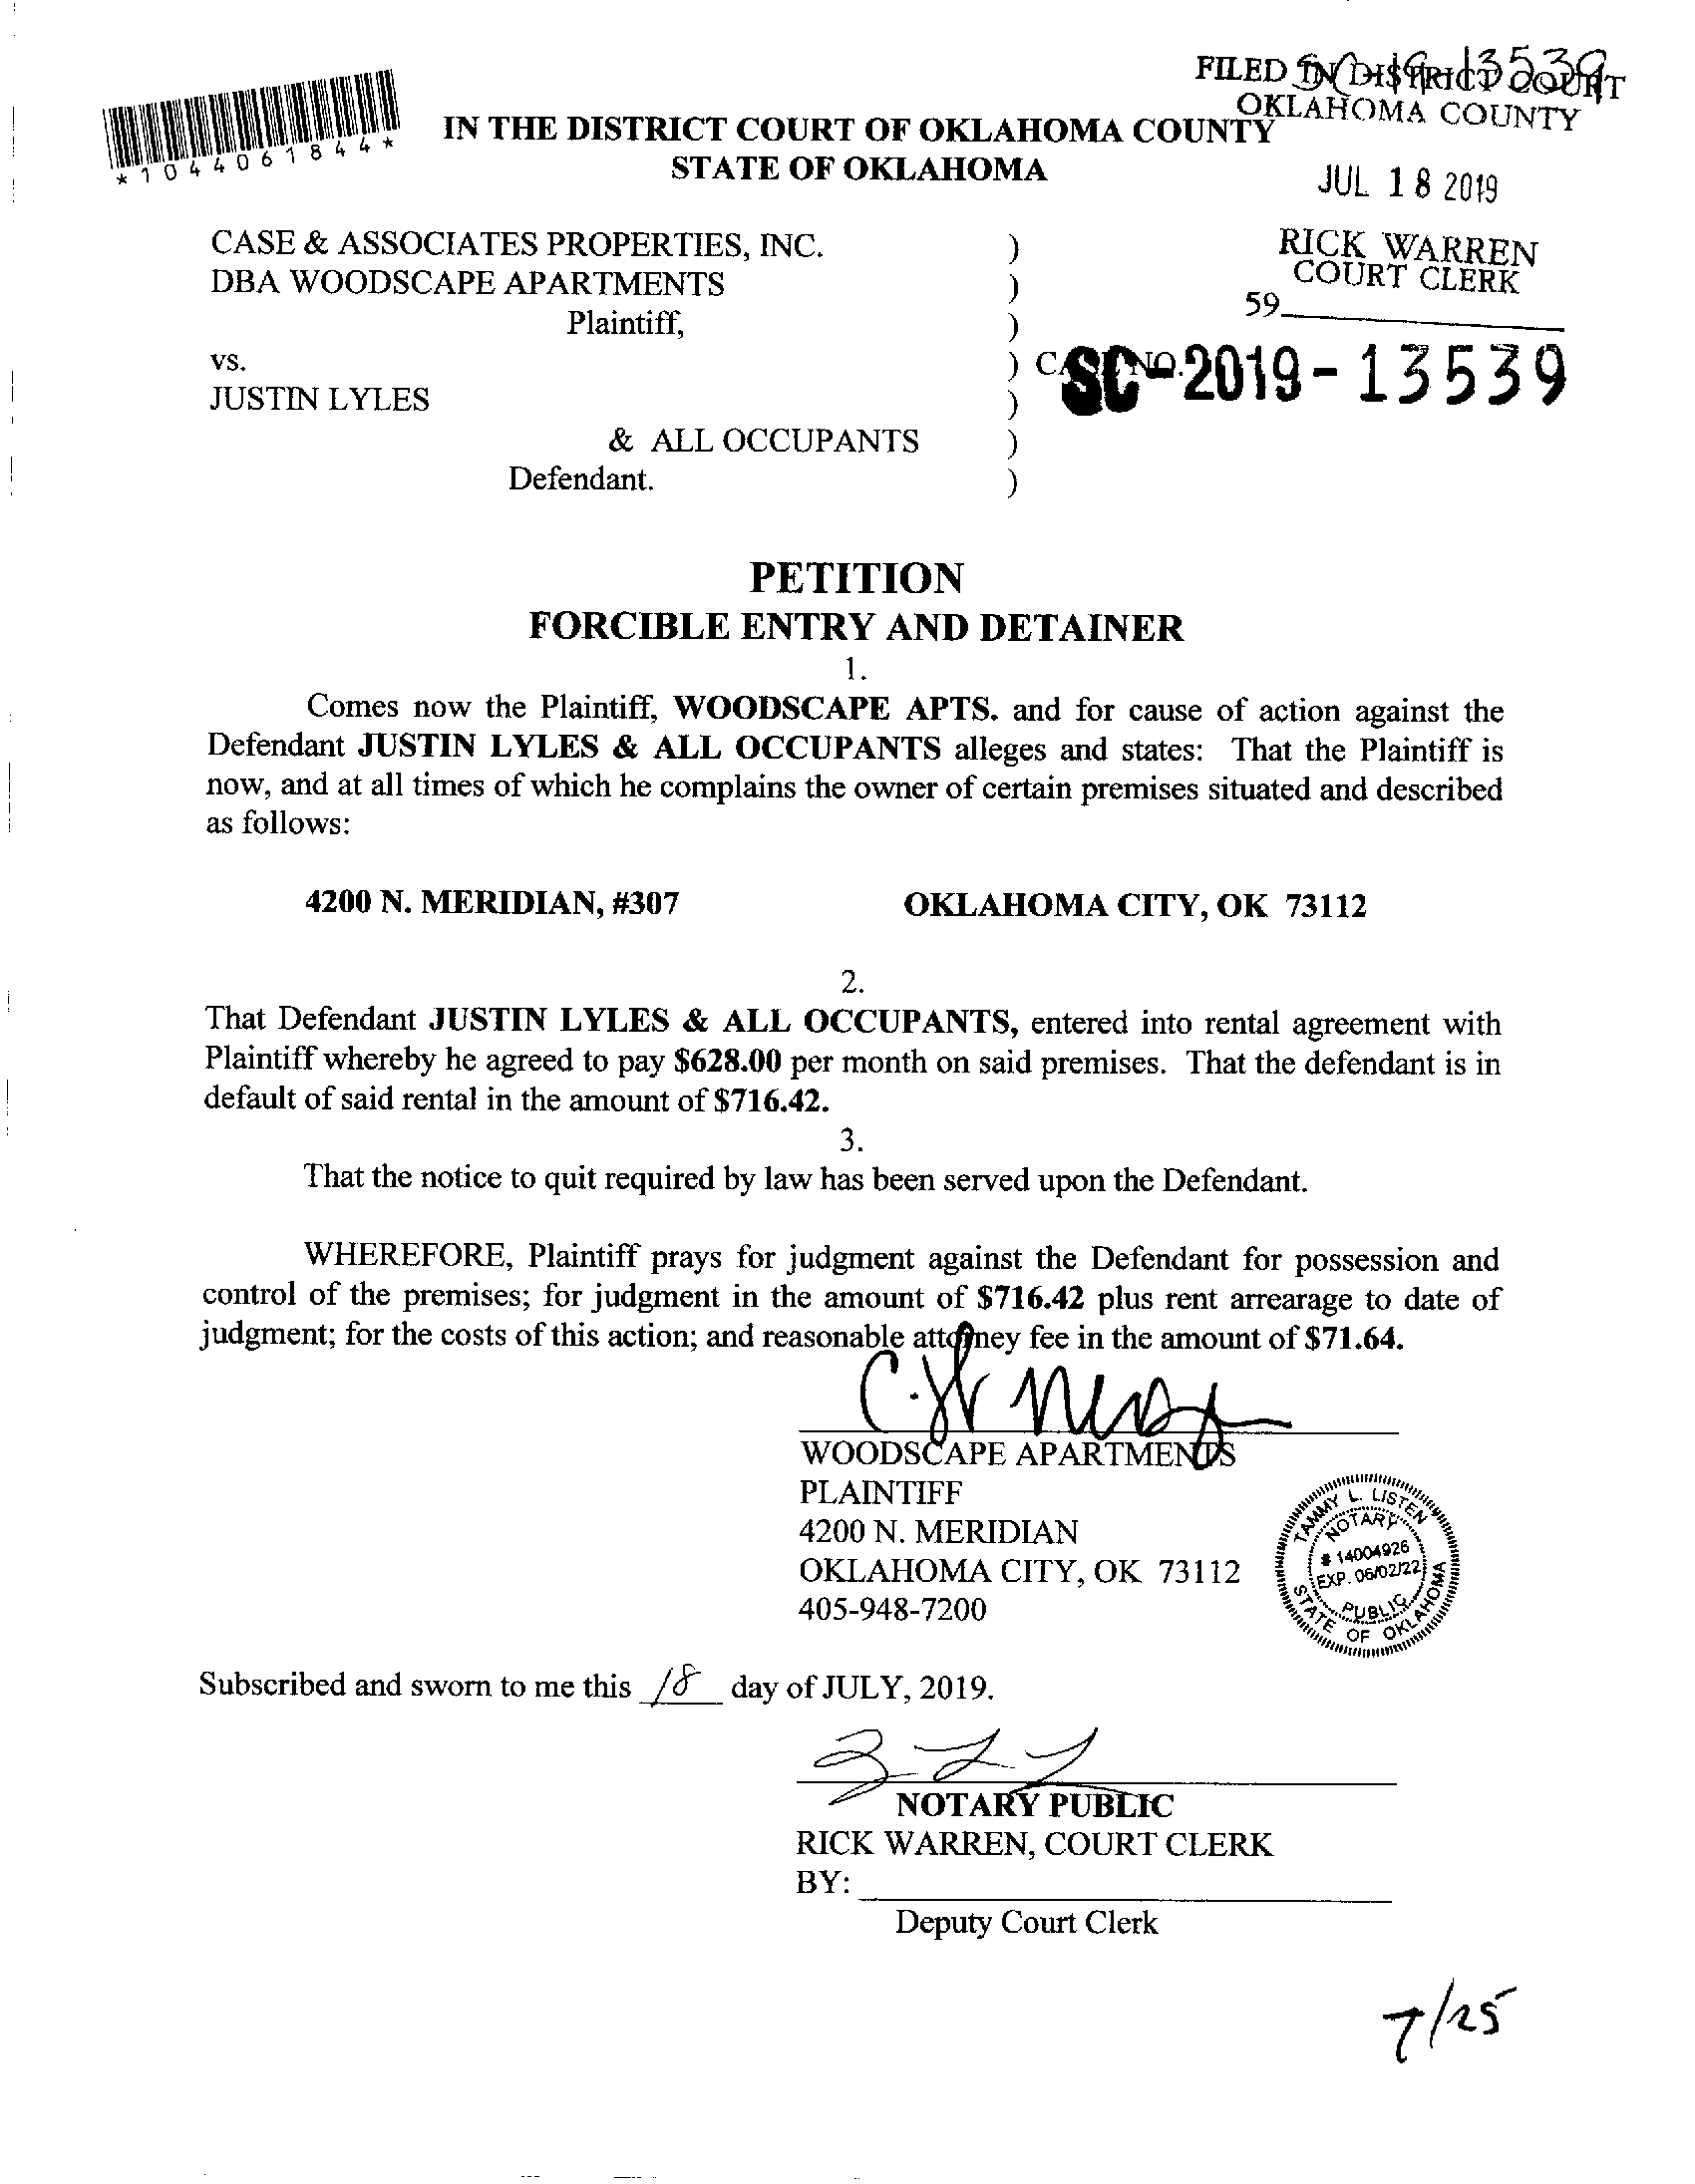 SC-19-13539
FILED IN DISTRICT COURT
OKLAHOMA COUNTY
*1044061844*
IN THE DISTRICT COURT OF OKLAHOMA COUNTY
STATE OF OKLAHOMA
JUL 18 2019
CASE & ASSOCIATES PROPERTIES, INC. )
DBA WOODSCAPE APARTMENTS )
Plaintiff, )
RICK WARREN
COURT CLERK
59
vs. ) CASE NO. SC-2019-13539
JUSTIN LYLES )
& ALL OCCUPANTS )
Defendant. )
PETITION
FORCIBLE ENTRY AND DETAINER
1.
Comes now the Plaintiff, WOODSCAPE APTS. and for cause of action against the
Defendant JUSTIN LYLES & ALL OCCUPANTS alleges and states: That the Plaintiff is
now, and at all times of which he complains the owner of certain premises situated and described
as follows:
4200 N. MERIDIAN, #307 OKLAHOMA CITY, OK 73112
2.
That Defendant JUSTIN LYLES & ALL OCCUPANTS, entered into rental agreement with
Plaintiff whereby he agreed to pay $628.00 per month on said premises. That the defendant is in
default of said rental in the amount of $716.42.
3.
That the notice to quit required by law has been served upon the Defendant.
WHEREFORE, Plaintiff prays for judgment against the Defendant for possession and
control of the premises; for judgment in the amount of $716.42 plus rent arrearage to date of
judgment; for the costs of this action; and reasonable attorney fee in the amount of $71.64.
WOODSCAPE APARTMENTS
PLAINTIFF
4200 N. MERIDIAN
OKLAHOMA CITY, OK 73112
405-948-7200
TAMMY L. LISTEN
NOTARY
# 14004926
EXP. 06/02/22
PUBLIC
STATE OF OKLAHOMA
Subscribed and sworn to me this 18 day of JULY, 2019.
NOTARY PUBLIC
RICK WARREN, COURT CLERK
BY:
Deputy Court Clerk
7/25